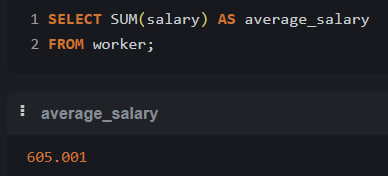 1 SELECT SUM(salary) AS average_salary
2 FROM worker;
average_salary
605.001